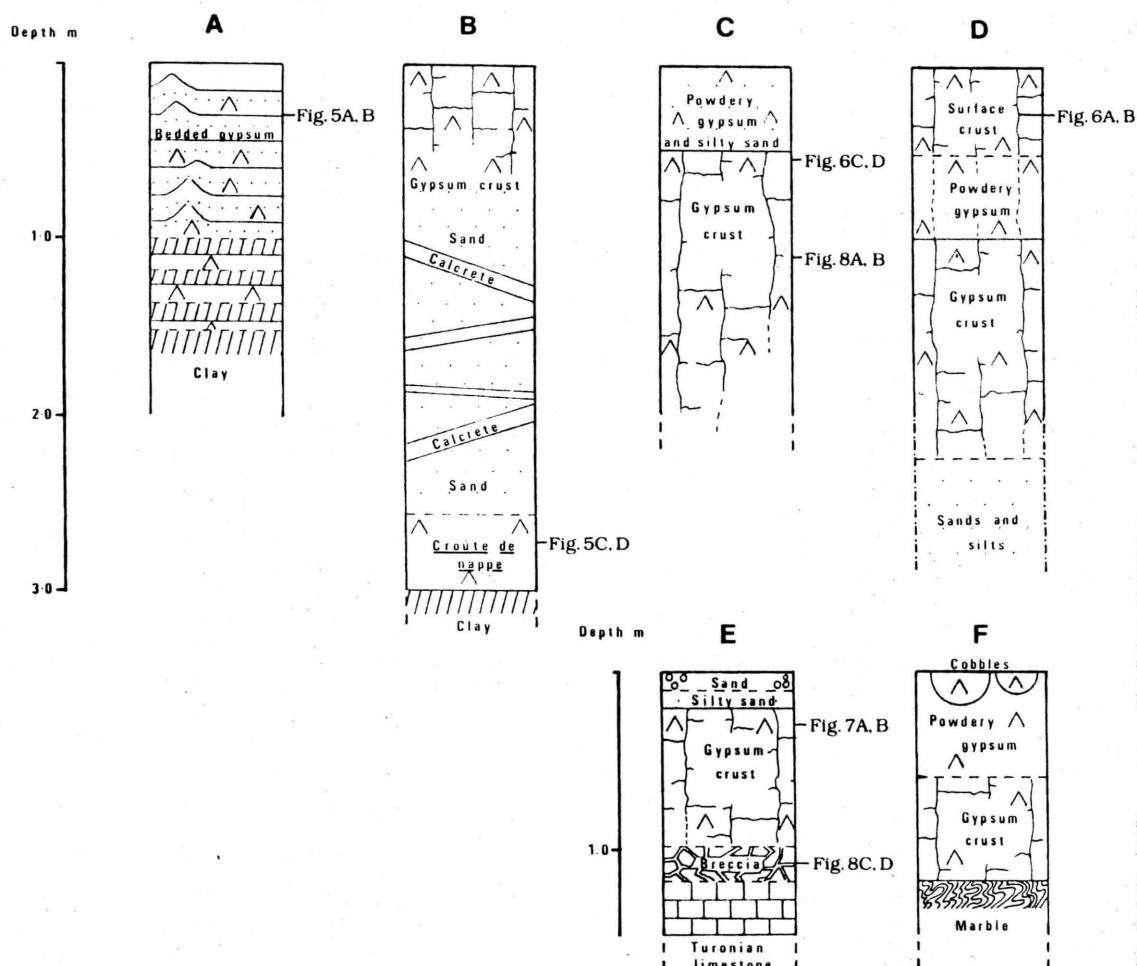 Depth m
A
B
C
D
1·0
2·0
3·0
Bedded gypsum
Fig. 5A, B
Clay
Gypsum crust
Sand
Calcrete
Calcrete
Sand
Croûte de
nappe
Fig. 5C, D
Clay
Powdery
gypsum
and silty sand
Fig. 6C, D
Gypsum
crust
Fig. 8A, B
Surface
crust
Fig. 6A, B
Powdery
gypsum
Gypsum
crust
Sands and
silts
Depth m
E
F
1.0
Sand
Silty sand
Fig. 7A, B
Gypsum
crust
Breccia
Fig. 8C, D
Turonian
limestone
Cobbles
Powdery
gypsum
Gypsum
crust
Marble